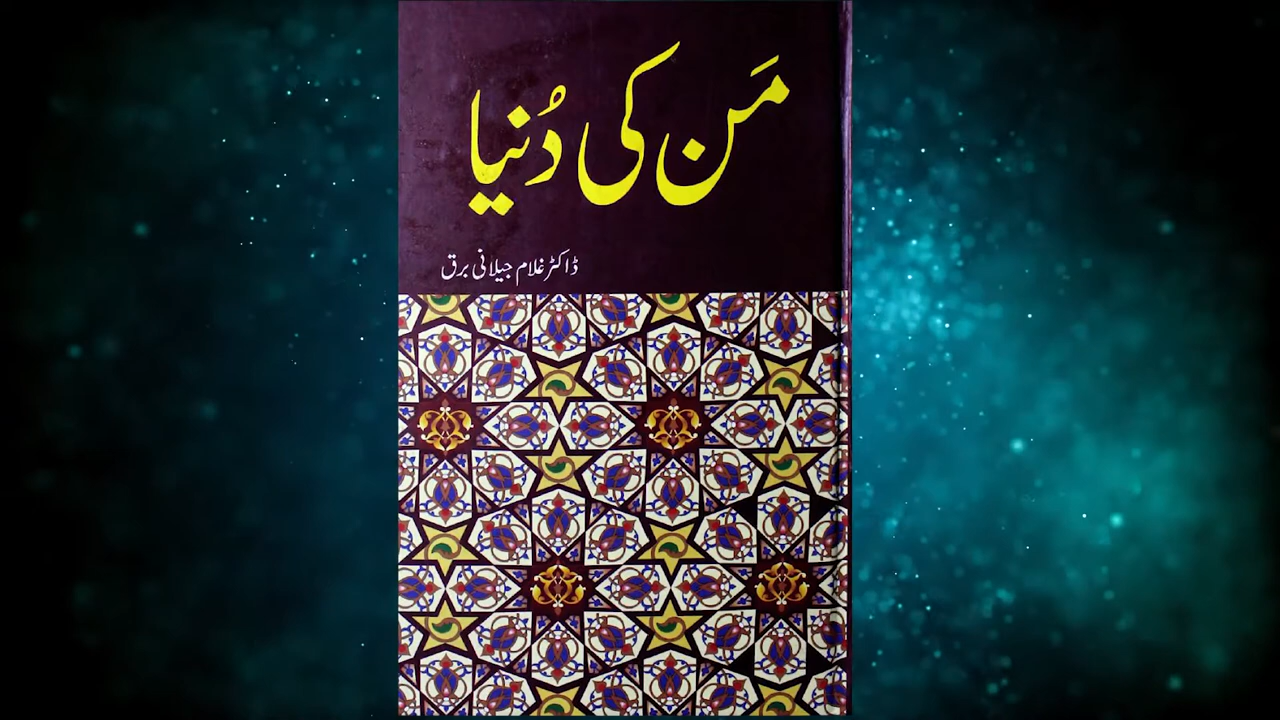 مَن کی دُنیا
ڈاکٹر غلام جیلانی برق